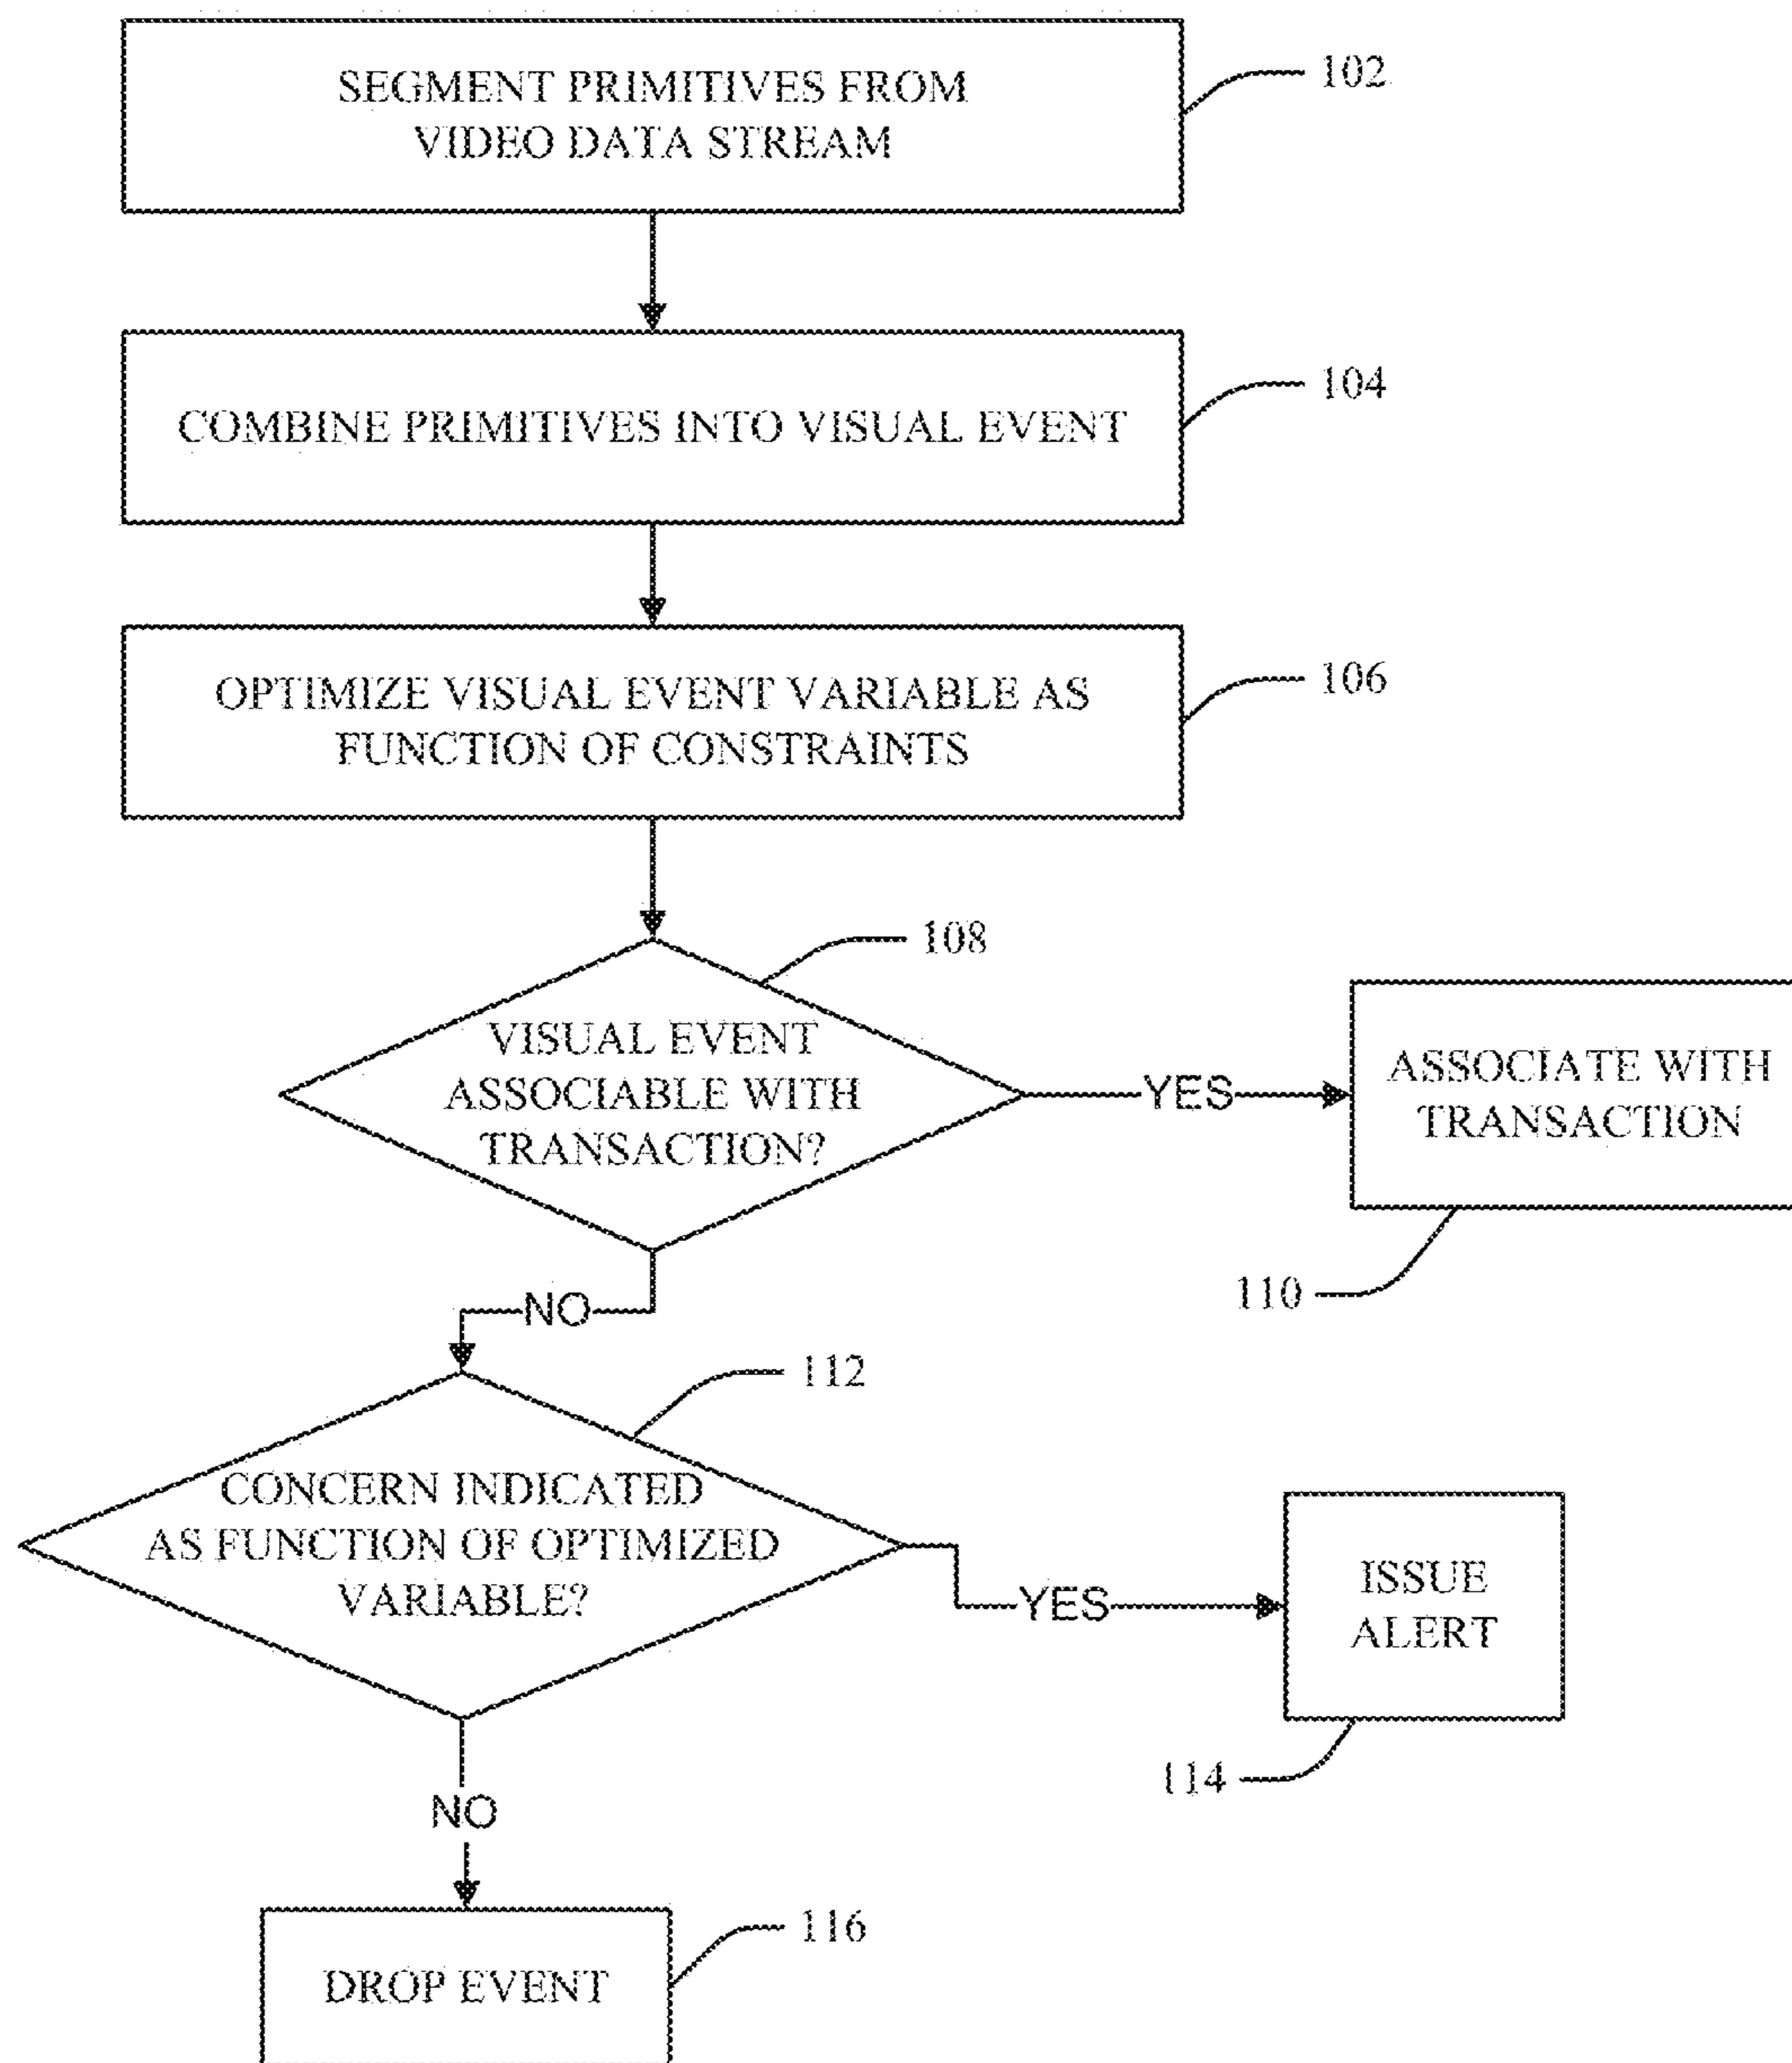 SEGMENT PRIMITIVES FROM
VIDEO DATA STREAM
102
COMBINE PRIMITIVES INTO VISUAL EVENT
104
OPTIMIZE VISUAL EVENT VARIABLE AS
FUNCTION OF CONSTRAINTS
106
108
VISUAL EVENT
ASSOCIABLE WITH
TRANSACTION?
YES
ASSOCIATE WITH
TRANSACTION
110
NO
112
CONCERN INDICATED
AS FUNCTION OF OPTIMIZED
VARIABLE?
YES
ISSUE
ALERT
114
NO
116
DROP EVENT